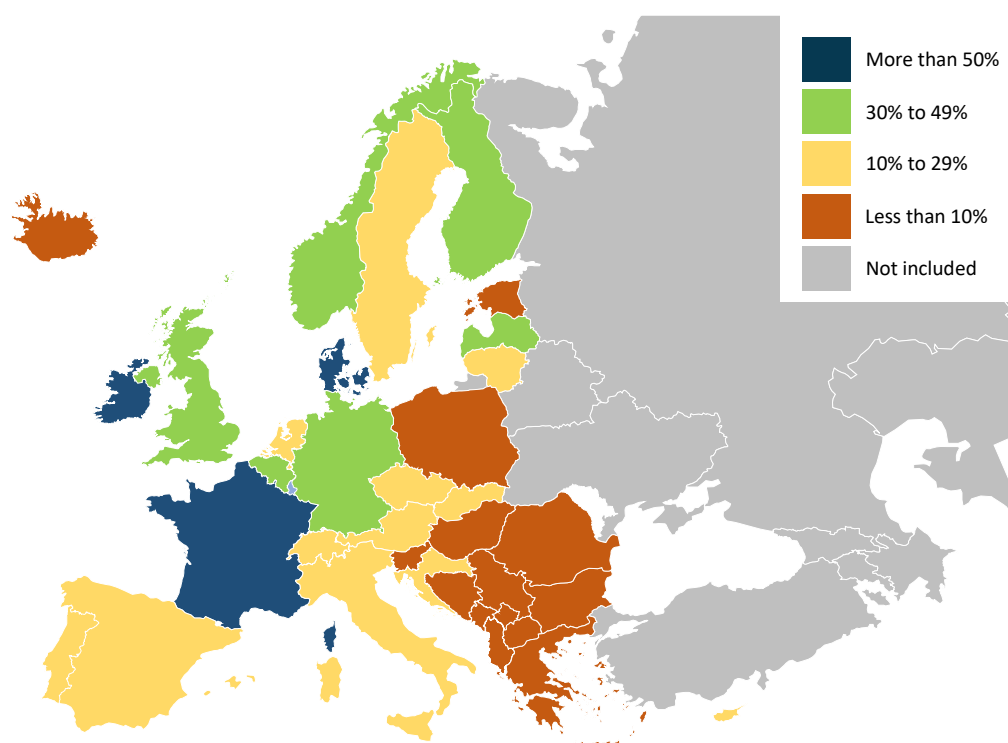 More than 50%
30% to 49%
10% to 29%
Less than 10%
Not included